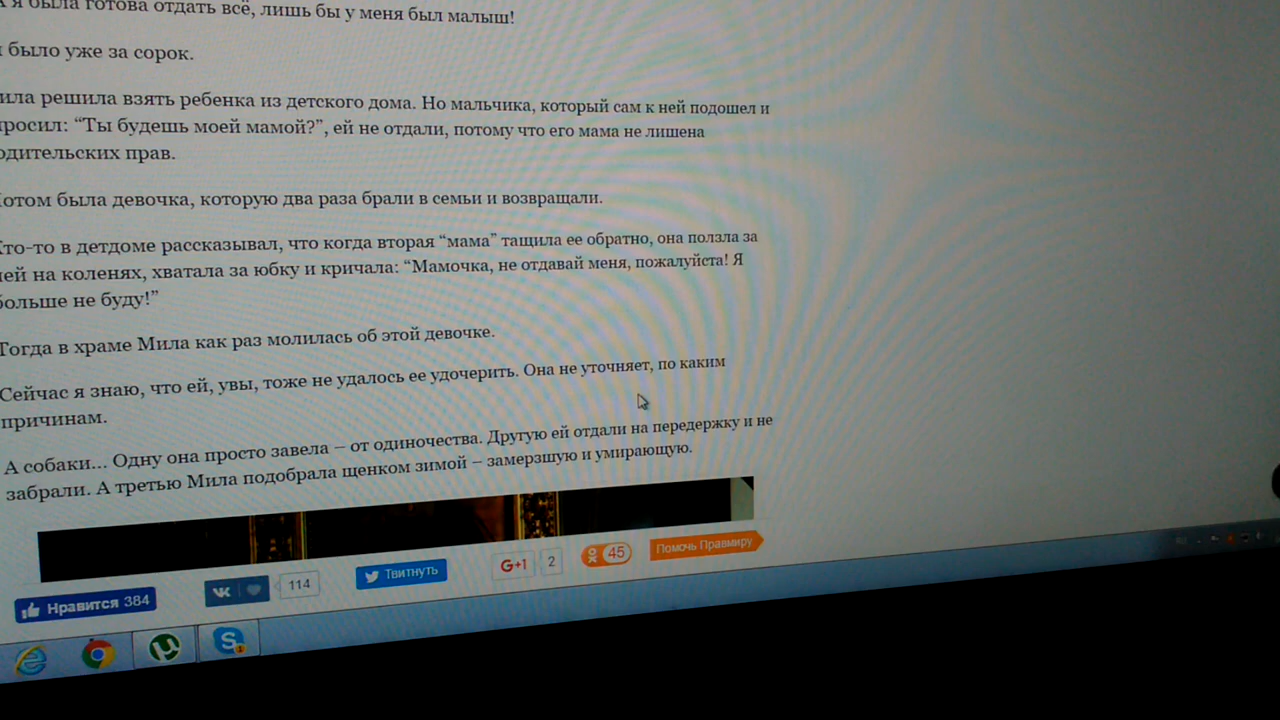 я была готова отдать всё, лишь бы у меня был малыш!
было уже за сорок.
решила взять ребенка из детского дома. Но мальчика, который сам к ней подошел и
“Ты будешь моей мамой?”, ей не отдали, потому что его мама не лишена
прав.
была девочка, которую два раза брали в семьи и возвращали.
Кто-то в детдоме рассказывал, что когда вторая “мама” тащила ее обратно, она ползла за
ней на коленях, хватала за юбку и кричала: “Мамочка, не отдавай меня, пожалуйста! Я
больше не буду!”
Тогда в храме Мила как раз молилась об этой девочке.
Сейчас я знаю, что ей, увы, тоже не удалось ее удочерить. Она не уточняет, по каким
причинам.
А собаки... Одну она просто завела – от одиночества. Другую ей отдали на передержку и не
забрали. А третью Мила подобрала щенком зимой – замерзшую и умирающую.
Нравится 384
114
Твитнуть
G+1 2
45
Помочь Правмиру